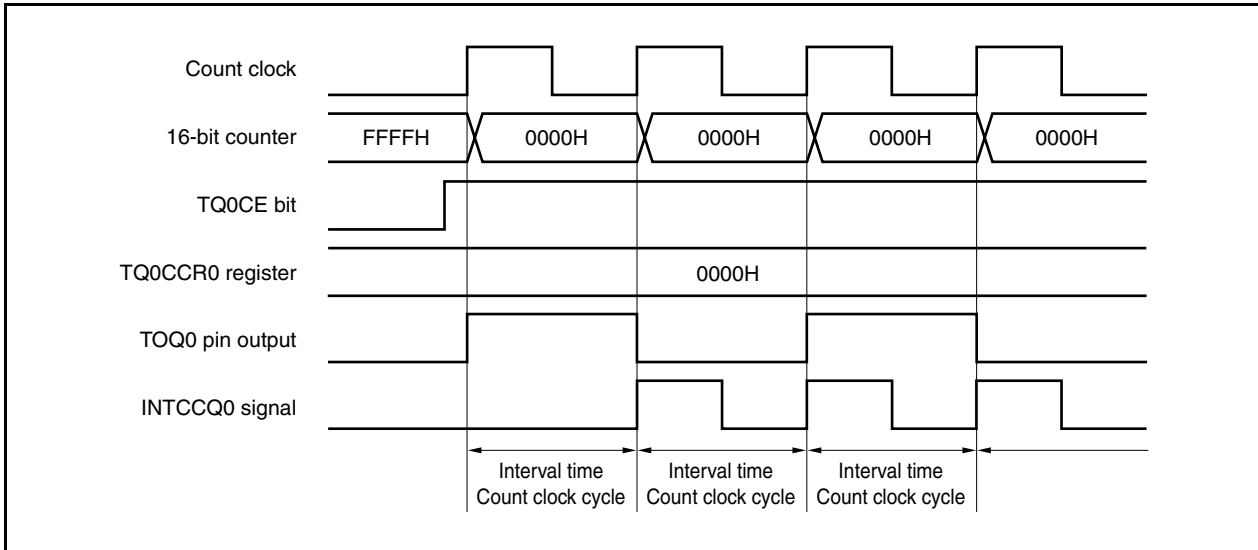 Count clock
16-bit counter
FFFFH 0000H 0000H 0000H 0000H
TQ0CE bit
TQ0CCR0 register
0000H
TOQ0 pin output
INTCCQ0 signal
Interval time Interval time Interval time
Count clock cycle Count clock cycle Count clock cycle